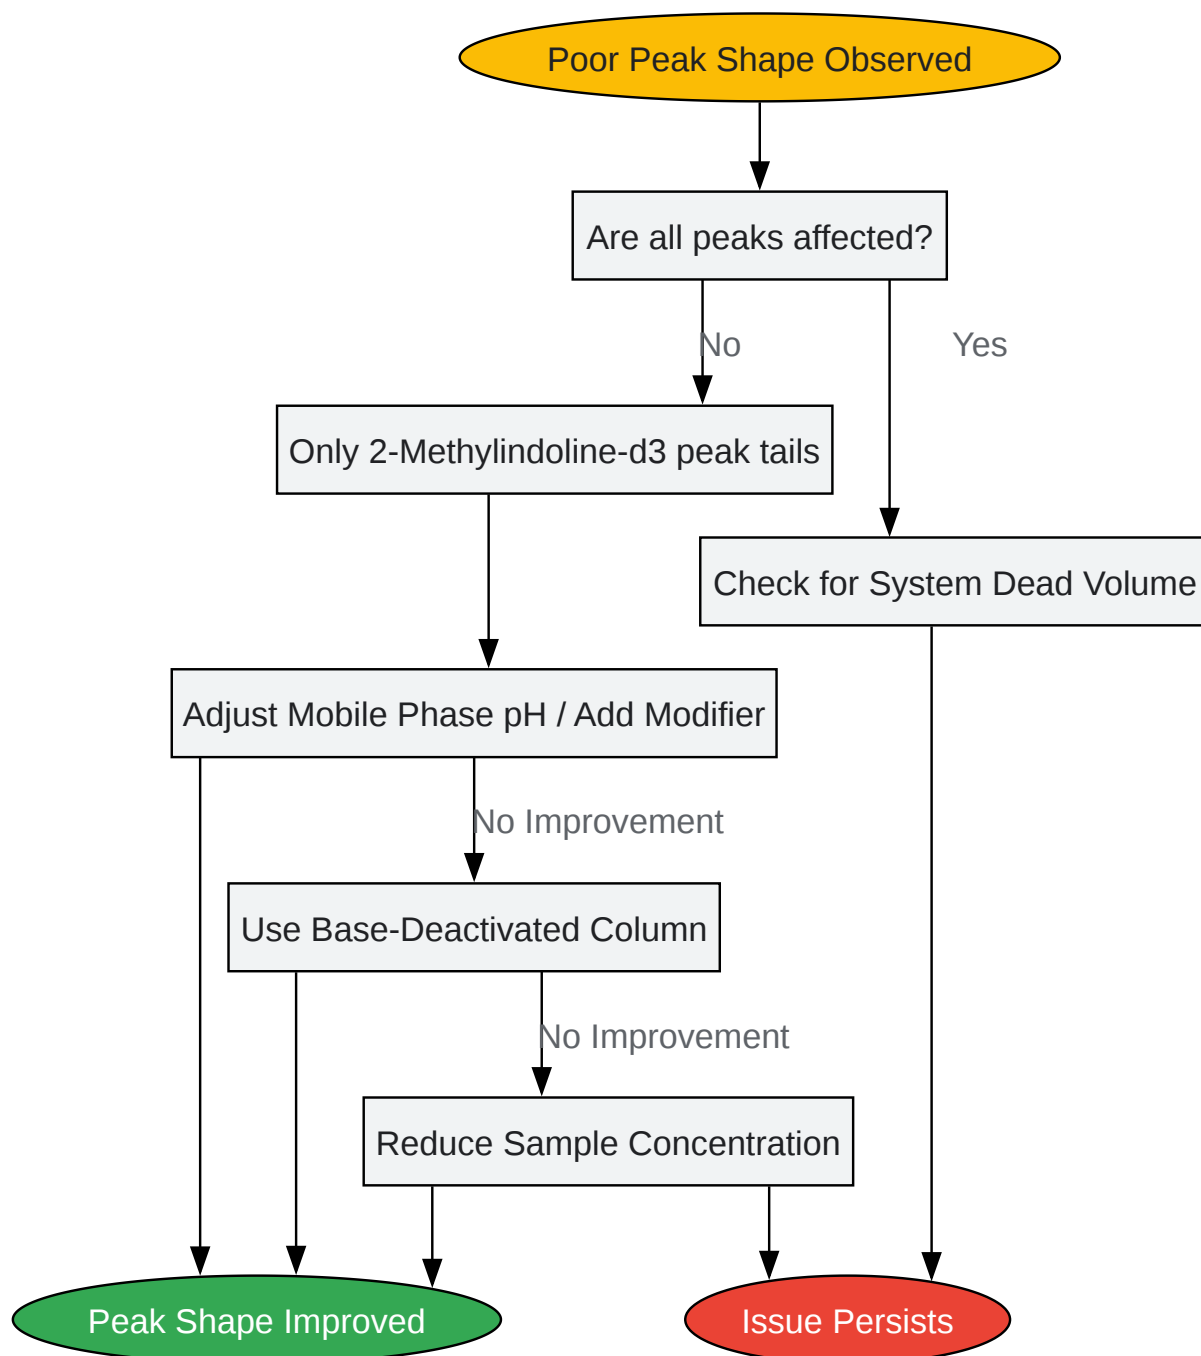 Poor Peak Shape Observed
Are all peaks affected?
No
Yes
Only 2-Methylindoline-d3 peak tails
Check for System Dead Volume
Adjust Mobile Phase pH / Add Modifier
No Improvement
Use Base-Deactivated Column
No Improvement
Reduce Sample Concentration
Peak Shape Improved
Issue Persists